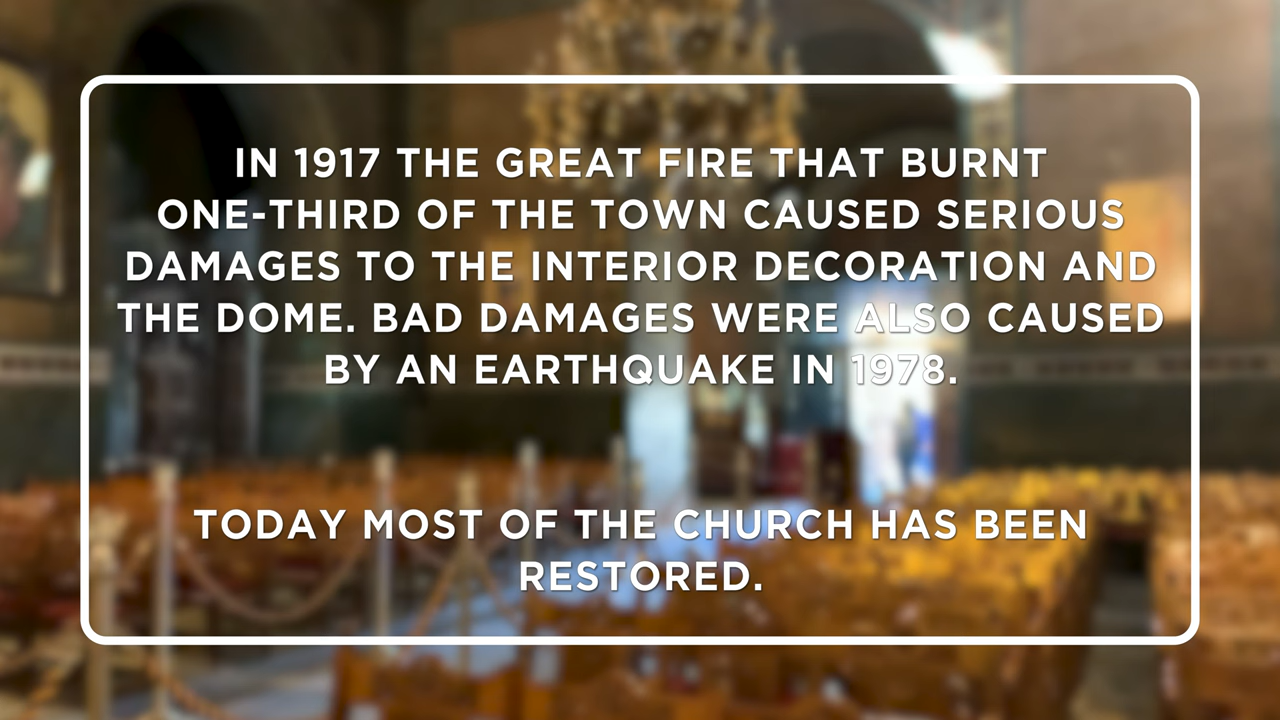 IN 1917 THE GREAT FIRE THAT BURNT
ONE-THIRD OF THE TOWN CAUSED SERIOUS
DAMAGES TO THE INTERIOR DECORATION AND
THE DOME. BAD DAMAGES WERE ALSO CAUSED
BY AN EARTHQUAKE IN 1978.
TODAY MOST OF THE CHURCH HAS BEEN
RESTORED.